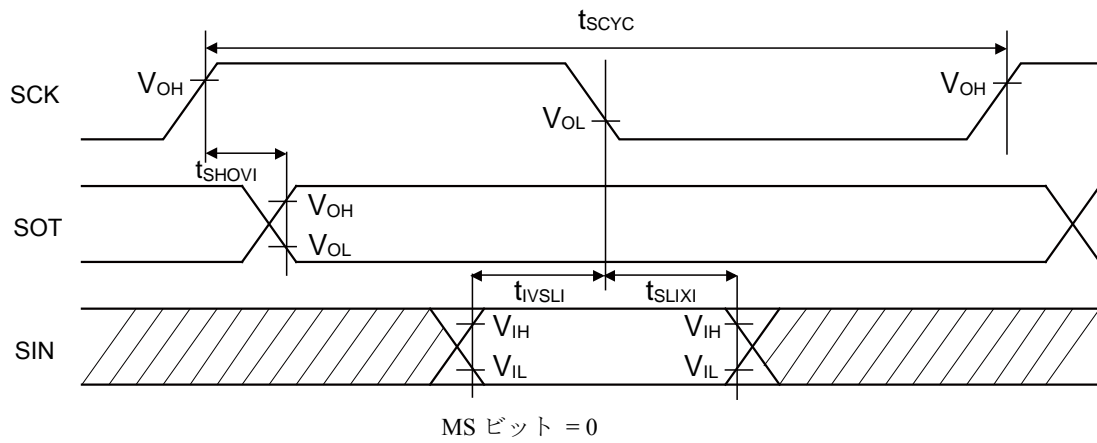 tSCYC
SCK
VOH
VOL
VOH
tSHOVI
SOT
VOH
VOL
tIVSLI
tSLIXI
SIN
VIH
VIL
VIH
VIL
MS ビット = 0